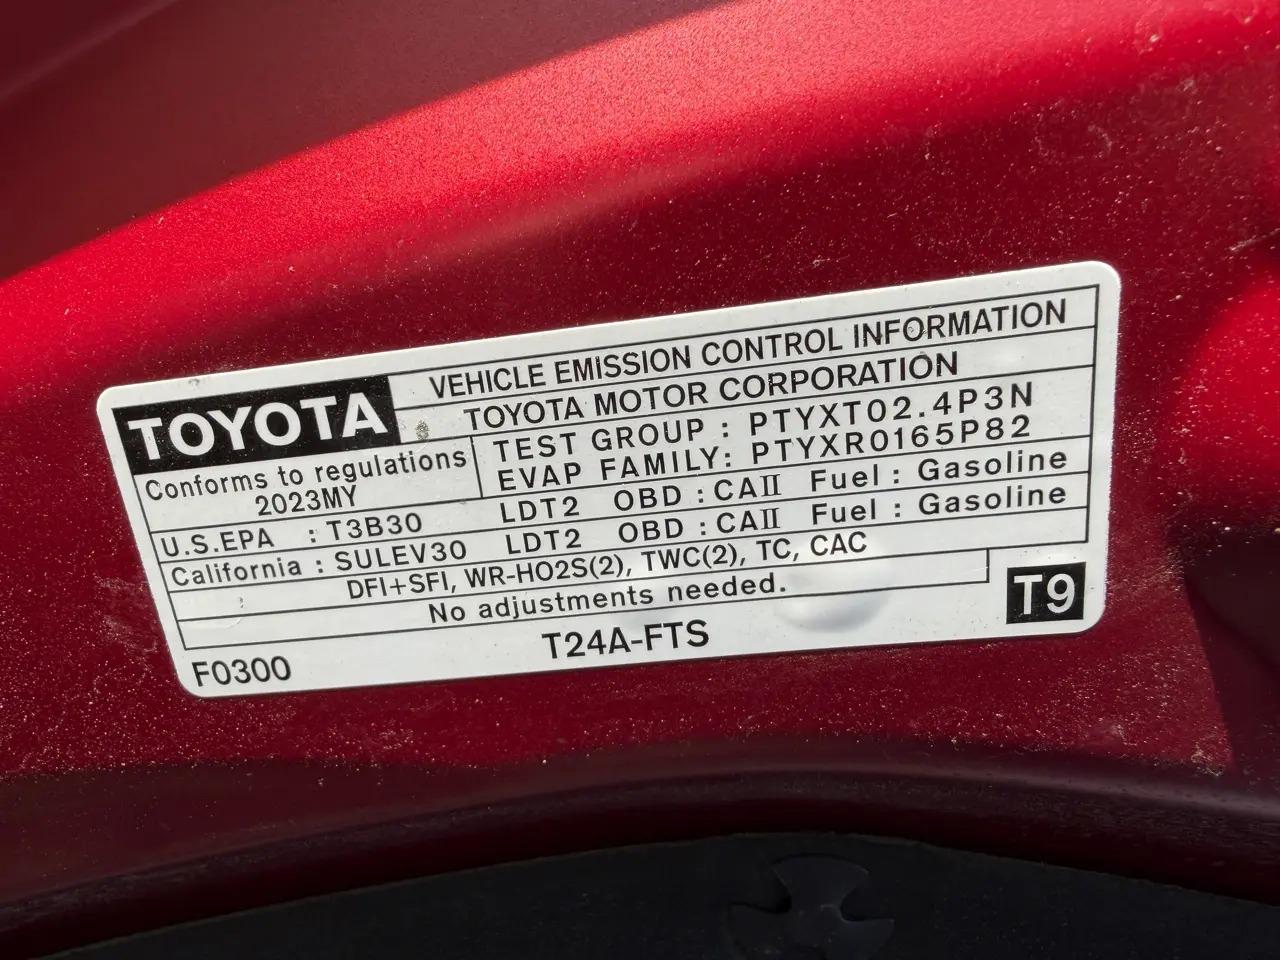 TOYOTA
VEHICLE EMISSION CONTROL INFORMATION
TOYOTA MOTOR CORPORATION
Conforms to regulations
2023MY
TEST GROUP : PTYXT02.4P3N
EVAP FAMILY: PTYXR0165P82
U.S.EPA : T3B30 LDT2 OBD : CAII Fuel : Gasoline
California : SULEV30 LDT2 OBD : CAII Fuel : Gasoline
DFI+SFI, WR-HO2S(2), TWC(2), TC, CAC
No adjustments needed.
F0300 T24A-FTS T9